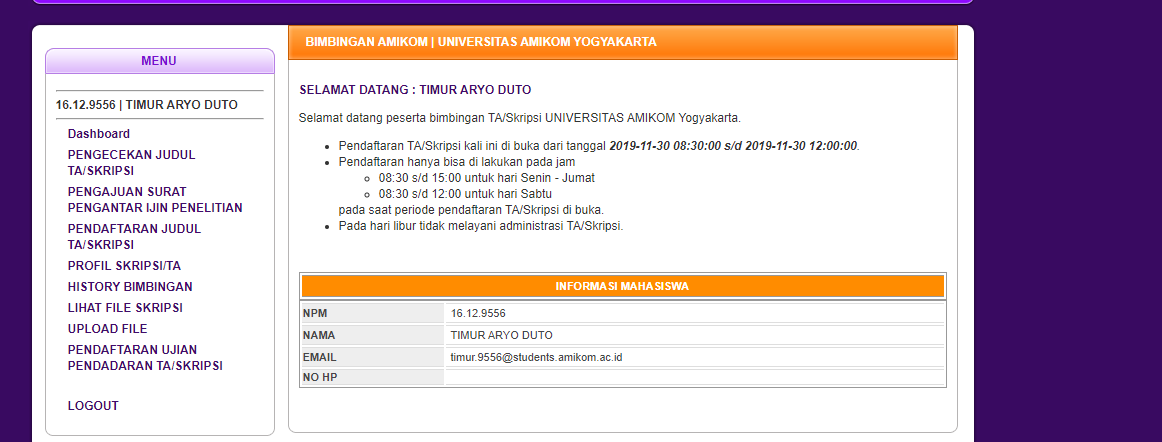 MENU
16.12.9556 | TIMUR ARYO DUTO
Dashboard
PENGECEKAN JUDUL
TA/SKRIPSI
PENGAJUAN SURAT
PENGANTAR IJIN PENELITIAN
PENDAFTARAN JUDUL
TA/SKRIPSI
PROFIL SKRIPSI/TA
HISTORY BIMBINGAN
LIHAT FILE SKRIPSI
UPLOAD FILE
PENDAFTARAN UJIAN
PENDADARAN TA/SKRIPSI
LOGOUT
BIMBINGAN AMIKOM | UNIVERSITAS AMIKOM YOGYAKARTA
SELAMAT DATANG : TIMUR ARYO DUTO
Selamat datang peserta bimbingan TA/Skripsi UNIVERSITAS AMIKOM Yogyakarta.
Pendaftaran TA/Skripsi kali ini di buka dari tanggal 2019-11-30 08:30:00 s/d 2019-11-30 12:00:00.
Pendaftaran hanya bisa di lakukan pada jam
08:30 s/d 15:00 untuk hari Senin - Jumat
08:30 s/d 12:00 untuk hari Sabtu
pada saat periode pendaftaran TA/Skripsi di buka.
Pada hari libur tidak melayani administrasi TA/Skripsi.
INFORMASI MAHASISWA
NPM 16.12.9556
NAMA TIMUR ARYO DUTO
EMAIL timur.9556@students.amikom.ac.id
NO HP